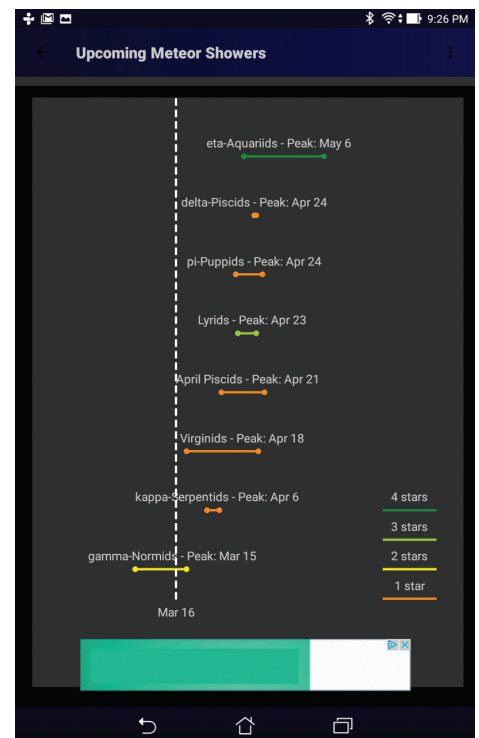 9:26 PM
Upcoming Meteor Showers
eta-Aquariids - Peak: May 6
delta-Piscids - Peak: Apr 24
pi-Puppids - Peak: Apr 24
Lyrids - Peak: Apr 23
April Piscids - Peak: Apr 21
Virginids - Peak: Apr 18
kappa-Serpentids - Peak: Apr 6
4 stars
3 stars
gamma-Normids - Peak: Mar 15
2 stars
1 star
Mar 16